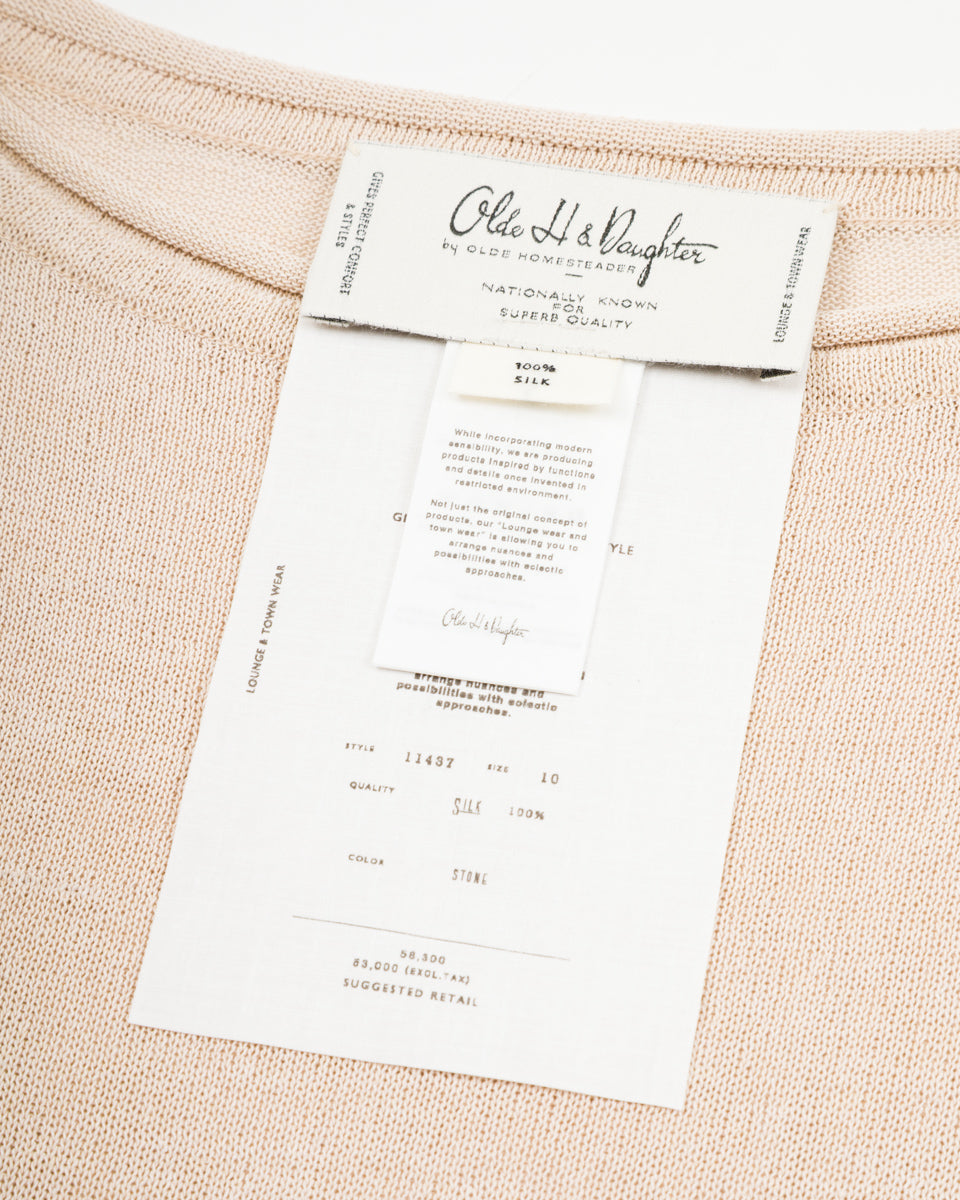 GIVES PERFECT COMFORT
& STYLES
Olde H & Daughter
by OLDE HOMESTEADER
NATIONALLY KNOWN
FOR
SUPERB QUALITY
LOUNGE & TOWN WEAR
100%
SILK
While incorporating modern
sensibility, we are producing
products inspired by functions
and details once invented in
restricted environment.
Not just the original concept of
products, our "Lounge wear and
town wear" is allowing you to
arrange nuances and
possibilities with eclectic
approaches.
Olde H & Daughter
LOUNGE & TOWN WEAR
arrange nuances and
possibilities with eclectic
approaches.
STYLE 11437 SIZE 10
QUALITY SILK 100%
COLOR STONE
58,300
53,000 (EXCL.TAX)
SUGGESTED RETAIL